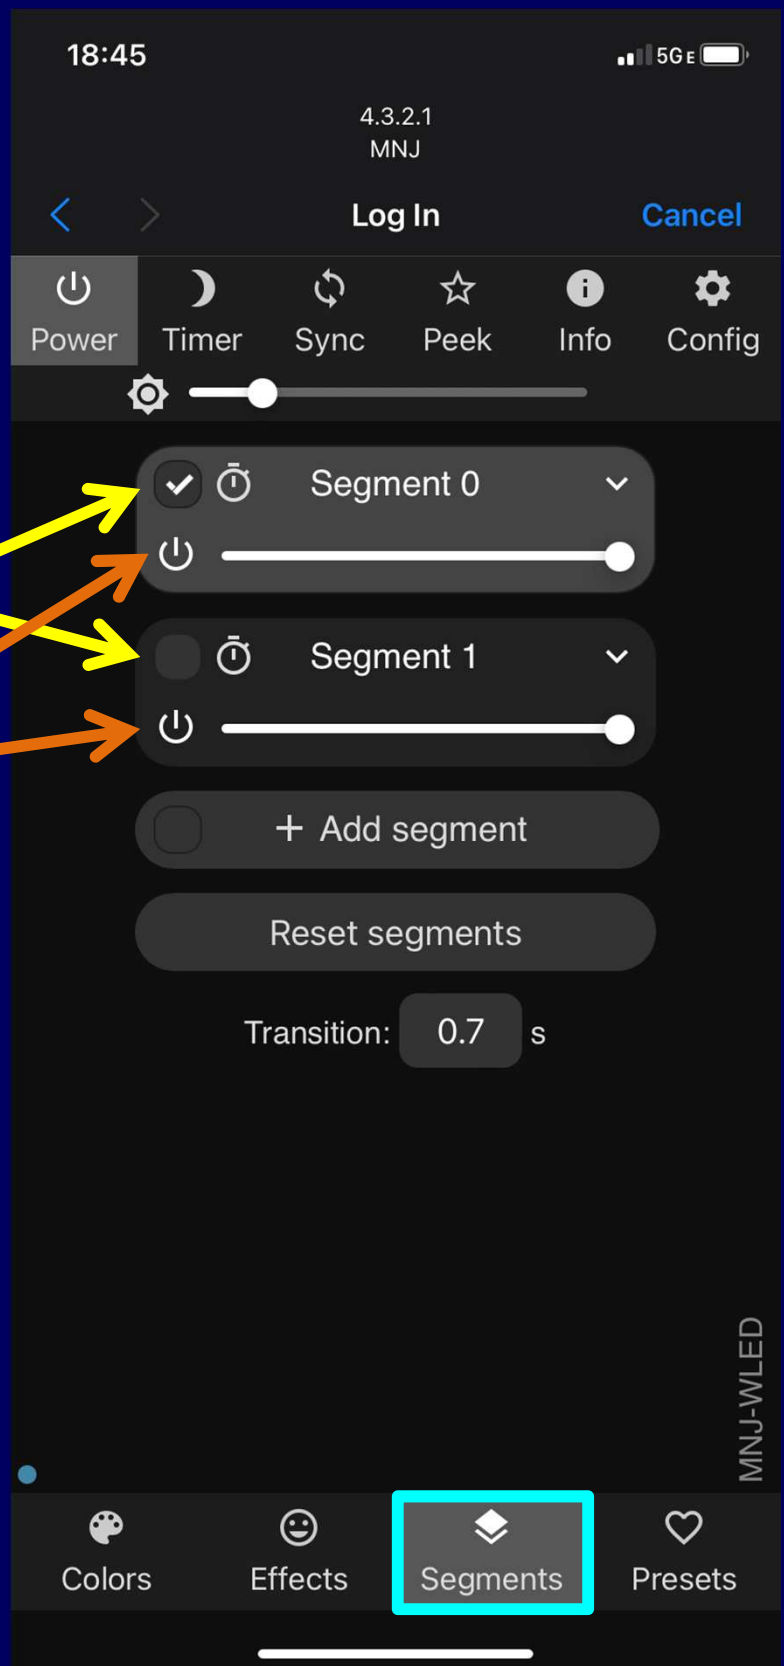 18:45 5GE
4.3.2.1
MNJ
Log In Cancel
Power Timer Sync Peek Info Config
Segment 0
Segment 1
+ Add segment
Reset segments
Transition: 0.7 s
MNJ-WLED
Colors Effects Segments Presets